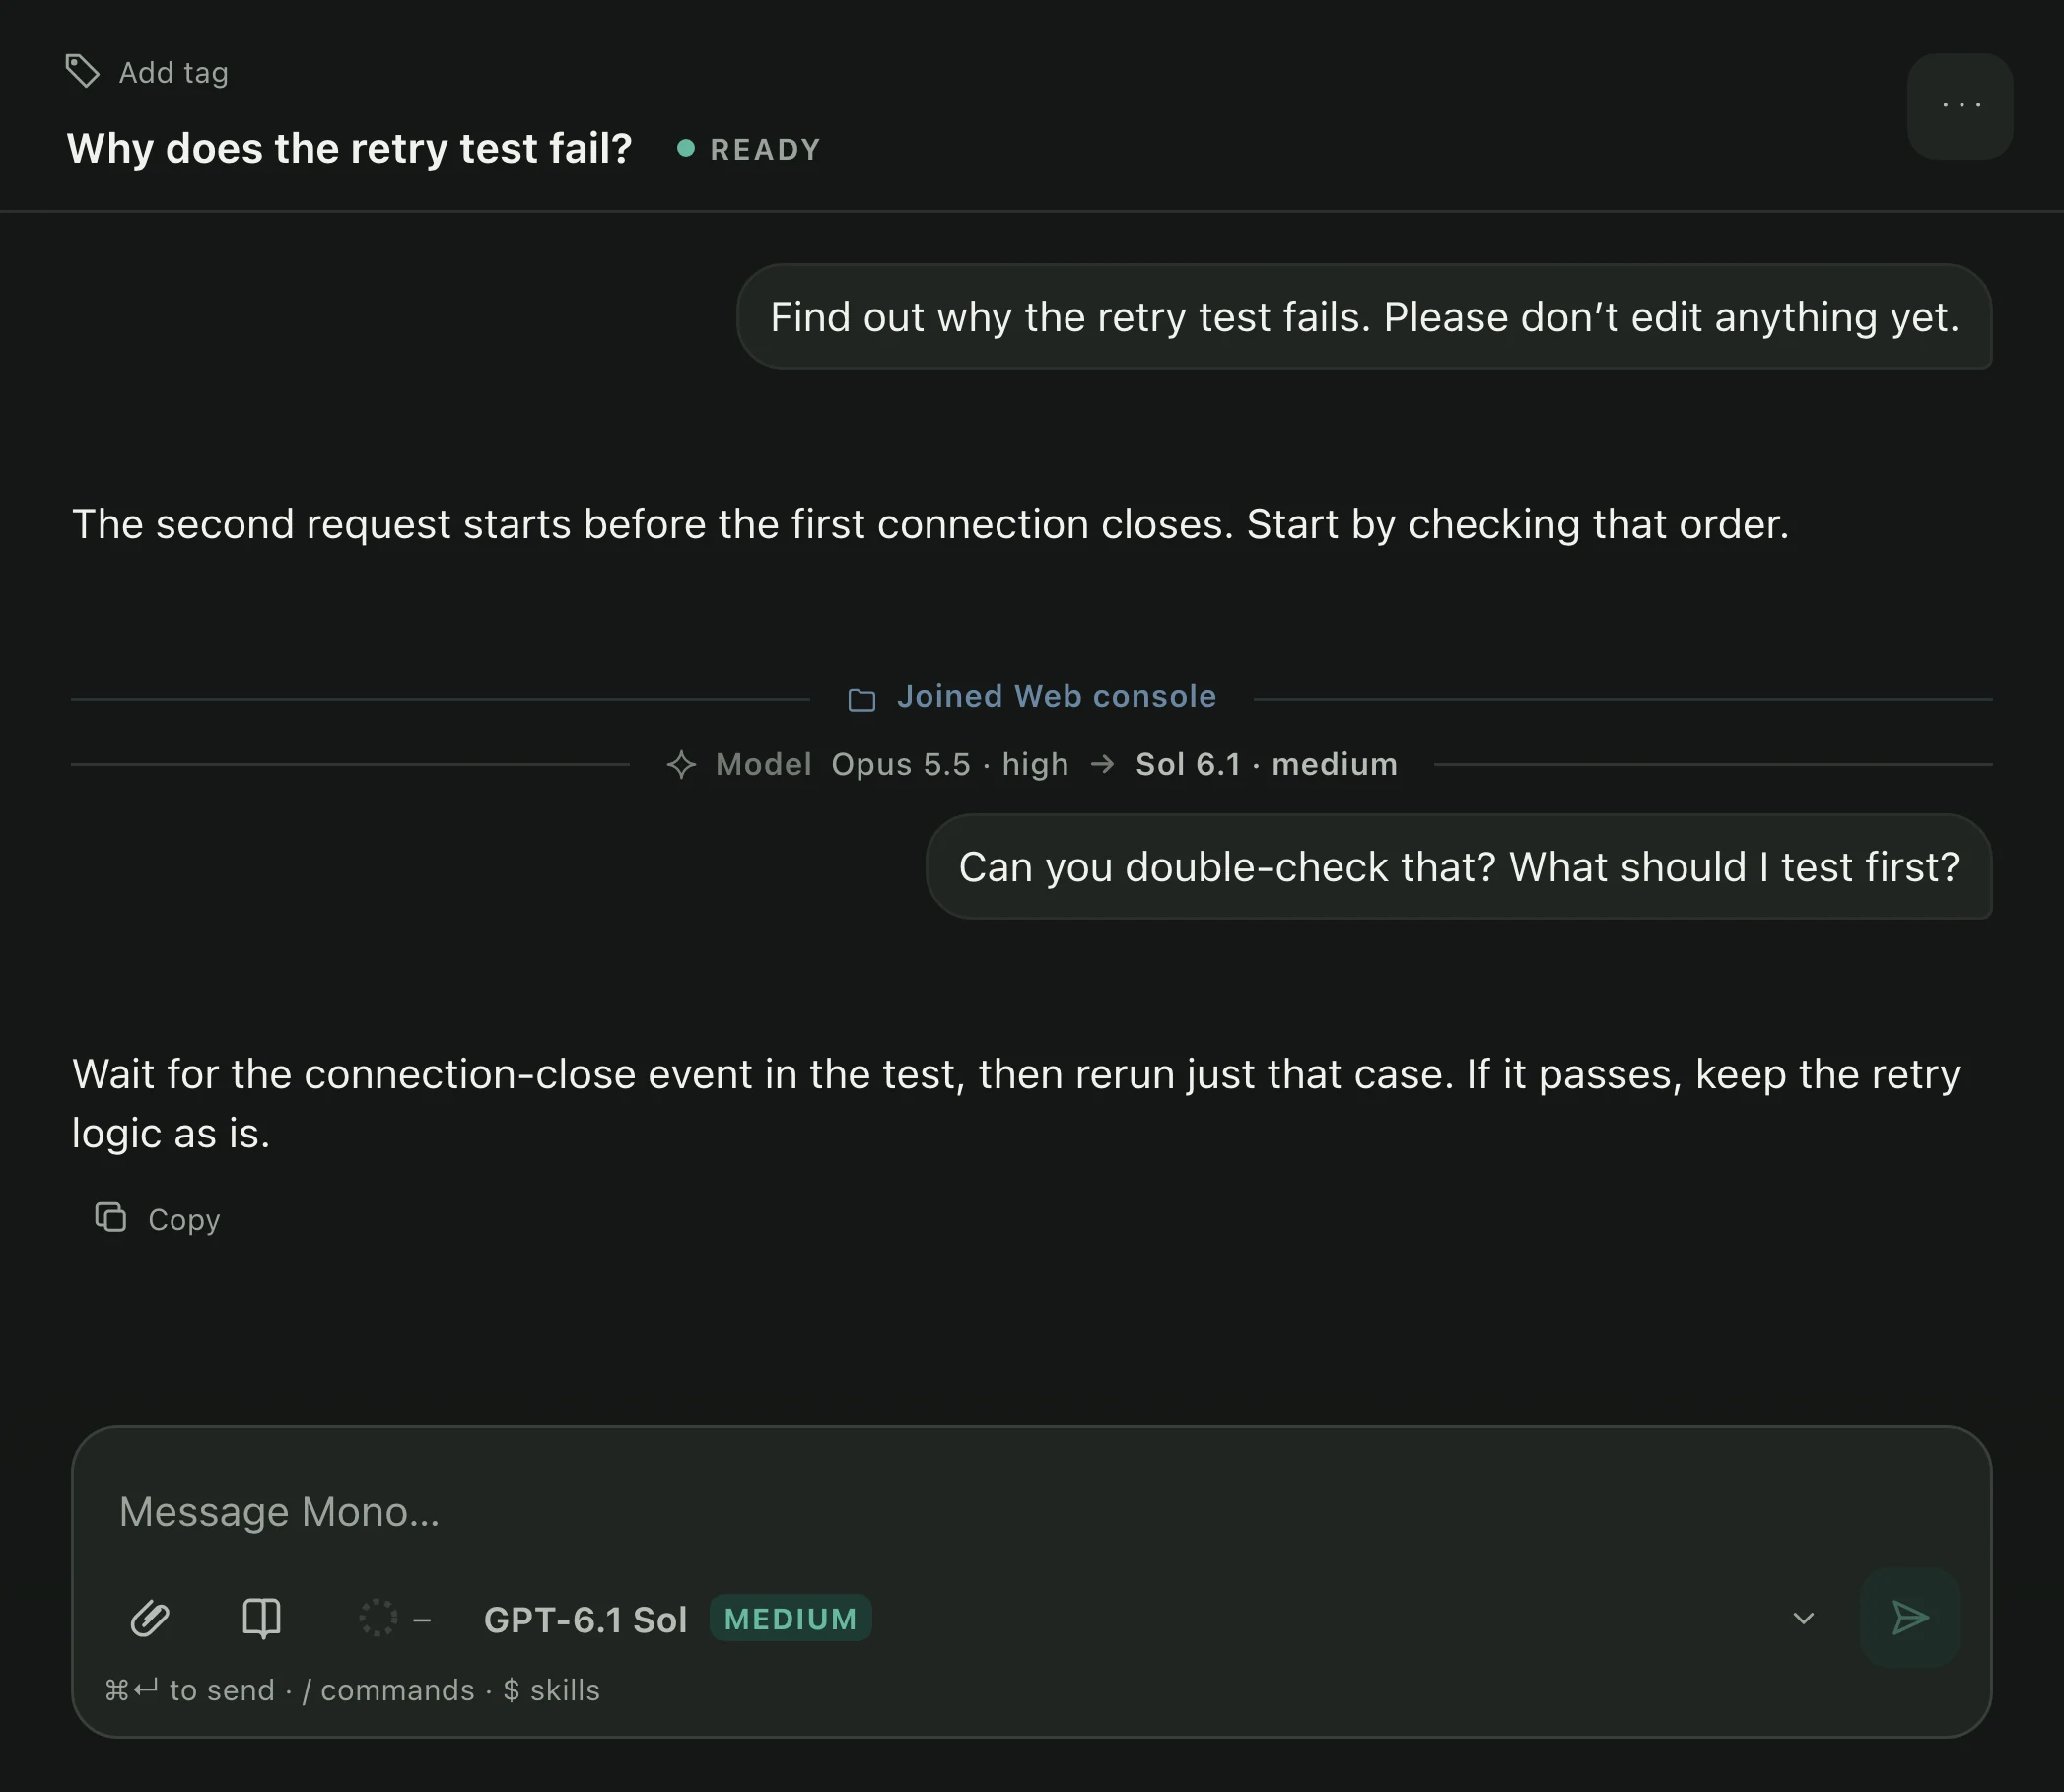 Add tag
···
Why does the retry test fail? READY
Find out why the retry test fails. Please don’t edit anything yet.
The second request starts before the first connection closes. Start by checking that order.
Joined Web console
Model Opus 5.5 · high → Sol 6.1 · medium
Can you double-check that? What should I test first?
Wait for the connection-close event in the test, then rerun just that case. If it passes, keep the retry
logic as is.
Copy
Message Mono...
– GPT-6.1 Sol MEDIUM
⌘↵ to send · / commands · $ skills